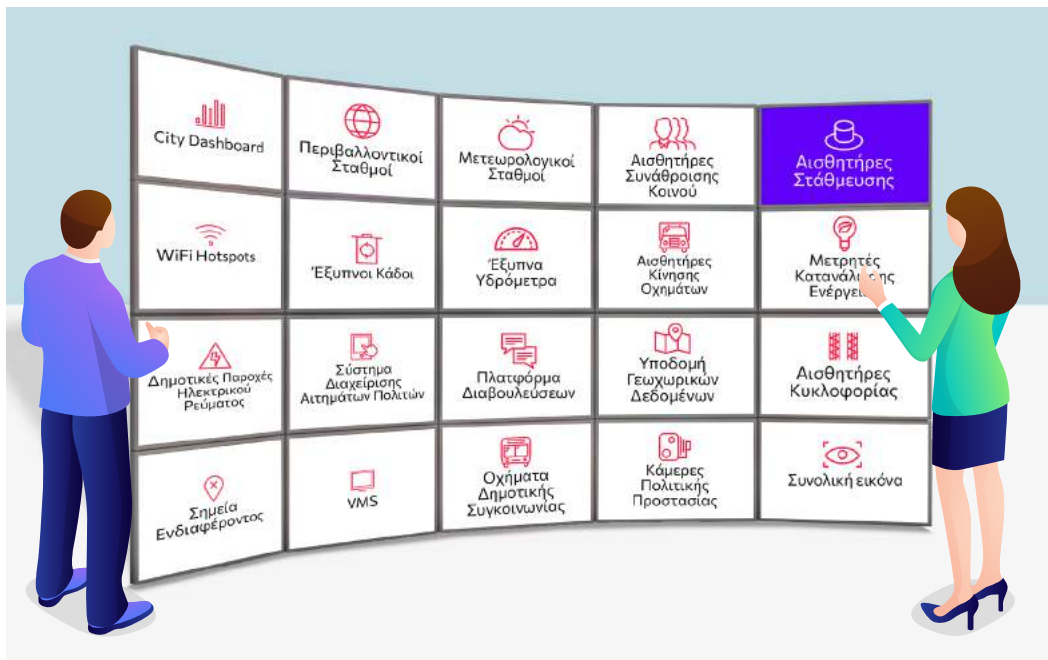 City Dashboard
Περιβαλλοντικοί
Σταθμοί
Μετεωρολογικοί
Σταθμοί
Αισθητήρες
Συνάθροισης
Κοινού
Αισθητήρες
Στάθμευσης
WiFi Hotspots
Έξυπνοι Κάδοι
Έξυπνα
Υδρόμετρα
Αισθητήρες
Κίνησης
Οχημάτων
Μετρητές
Ενέργειας
Δημοτικές Παροχές
Ηλεκτρικού
Ρεύματος
Σύστημα
Διαχείρισης
Αιτημάτων Πολιτών
Πλατφόρμα
Διαβουλεύσεων
Υποδομή
Γεωχωρικών
Δεδομένων
Αισθητήρες
Κυκλοφορίας
Σημεία
Ενδιαφέροντος
VMS
Οχήματα
Δημοτικής
Συγκοινωνίας
Κάμερες
Πολιτικής
Προστασίας
Συνολική εικόνα